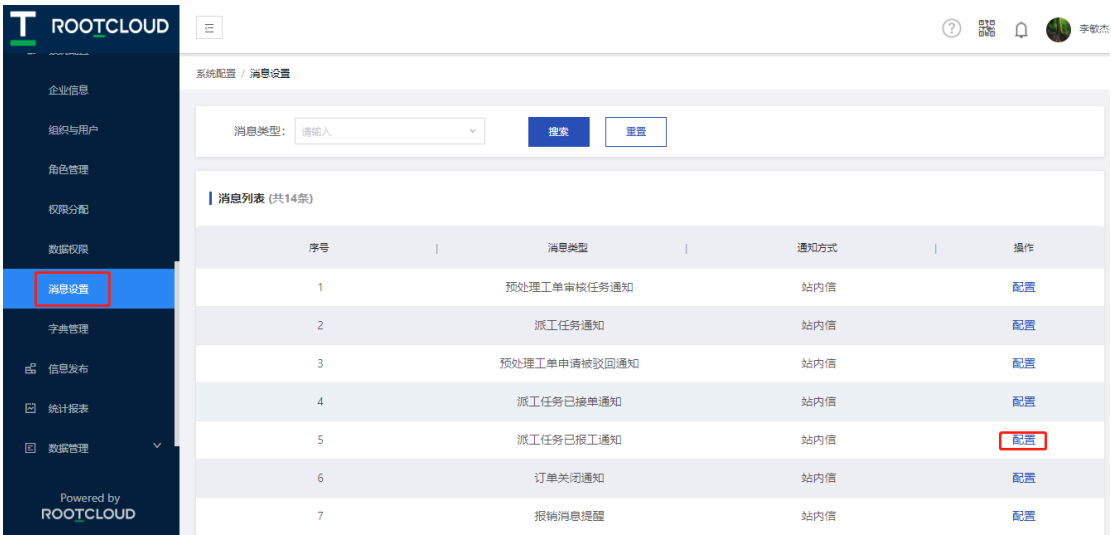 ROOTCLOUD
李敏杰
系统配置 / 消息设置
企业信息
组织与用户
角色管理
权限分配
数据权限
消息设置
字典管理
信息发布
统计报表
数据管理
Powered by
ROOTCLOUD
消息类型： 请输入 搜索 重置
消息列表 (共14条)
序号 消息类型 通知方式 操作
1 预处理工单审核任务通知 站内信 配置
2 派工任务通知 站内信 配置
3 预处理工单申请被驳回通知 站内信 配置
4 派工任务已接单通知 站内信 配置
5 派工任务已报工通知 站内信 配置
6 订单关闭通知 站内信 配置
7 报销消息提醒 站内信 配置